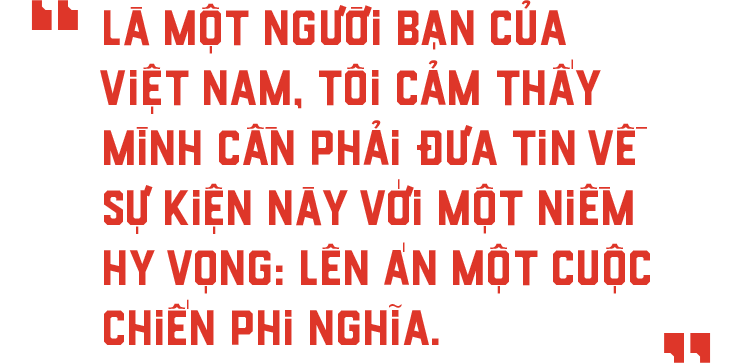 “ LÀ MỘT NGƯỜI BẠN CỦA
VIỆT NAM, TÔI CẢM THẤY
MÌNH CẦN PHẢI ĐƯA TIN VỀ
SỰ KIỆN NÀY VỚI MỘT NIỀM
HY VỌNG: LÊN ÁN MỘT CUỘC
CHIẾN PHI NGHĨA. ”